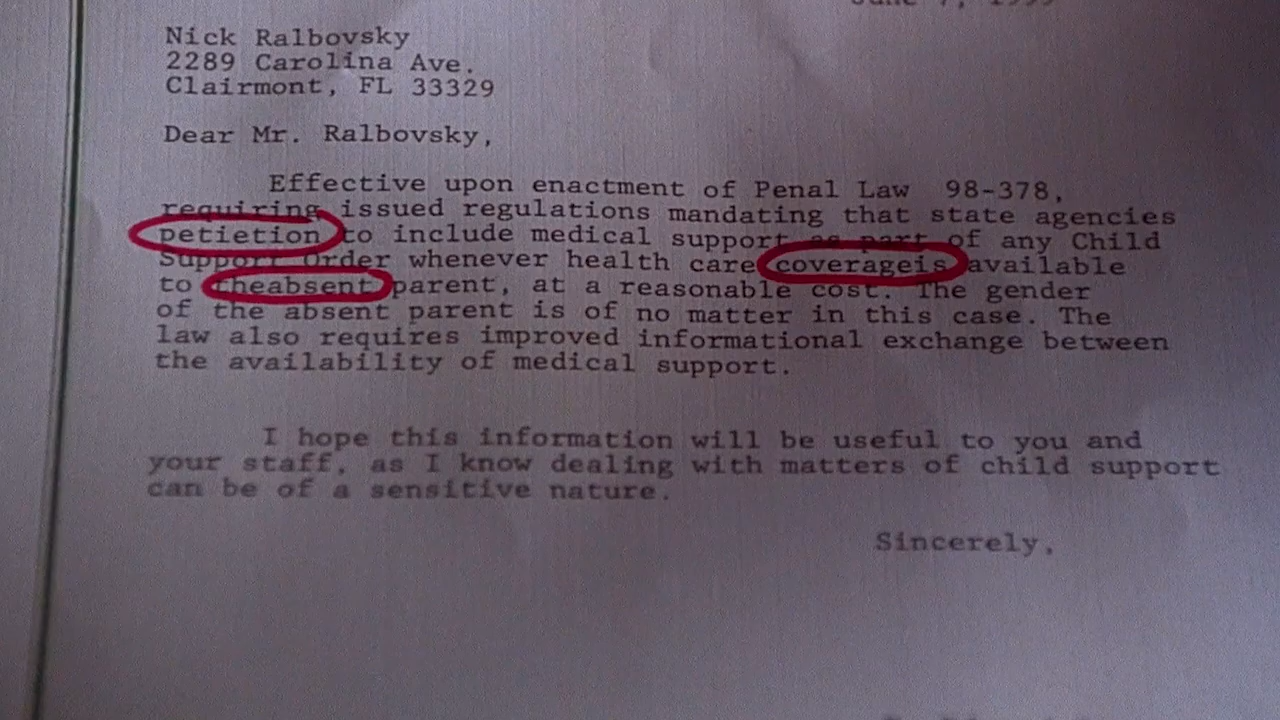 Nick Ralbovsky
2289 Carolina Ave.
Clairmont, FL 33329
Dear Mr. Ralbovsky,
Effective upon enactment of Penal Law 98-378,
requiring issued regulations mandating that state agencies
petietion to include medical support as part of any Child
Support Order whenever health care coverageis available
to theabsent parent, at a reasonable cost. The gender
of the absent parent is of no matter in this case. The
law also requires improved informational exchange between
the availability of medical support.
I hope this information will be useful to you and
your staff, as I know dealing with matters of child support
can be of a sensitive nature.
Sincerely,